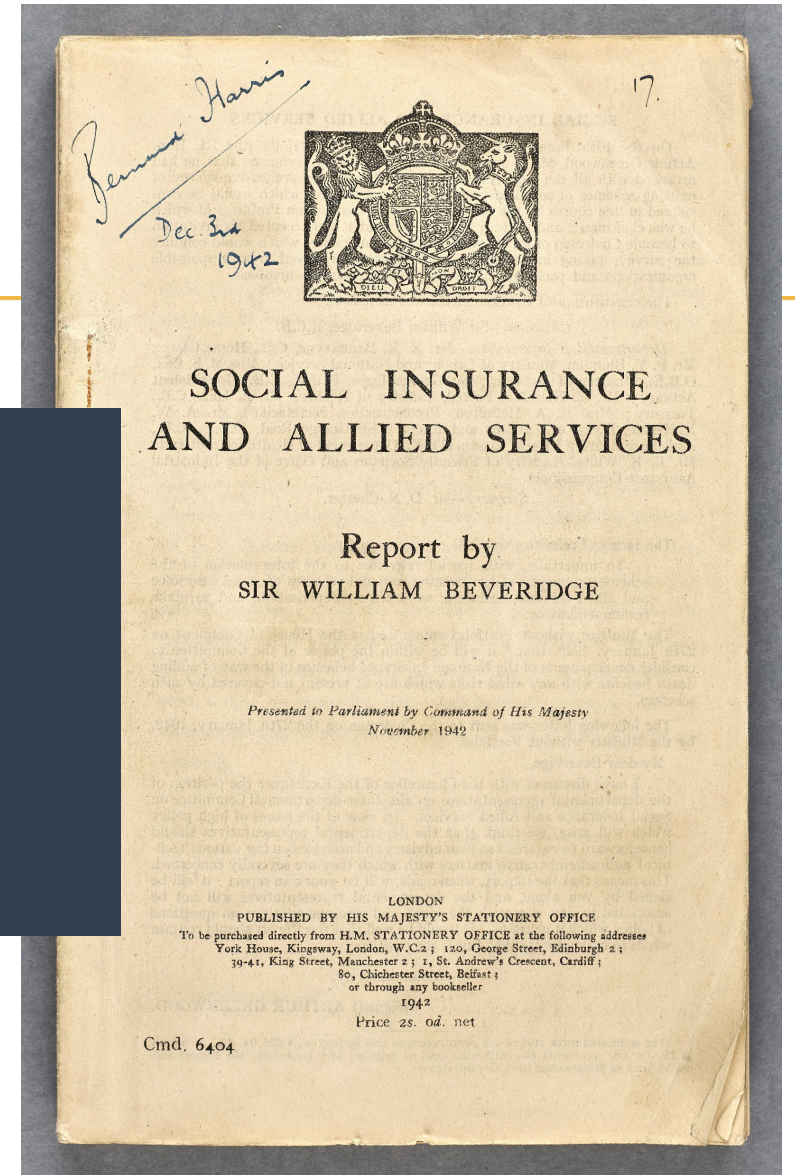 Bernard Harris
17.
Dec. 3rd
1942
DIEU ET MON DROIT
SOCIAL INSURANCE
AND ALLIED SERVICES
Report by
SIR WILLIAM BEVERIDGE
Presented to Parliament by Command of His Majesty
November 1942
LONDON
PUBLISHED BY HIS MAJESTY'S STATIONERY OFFICE
To be purchased directly from H.M. STATIONERY OFFICE at the following addresses
York House, Kingsway, London, W.C.2 ; 120, George Street, Edinburgh 2 ;
39-41, King Street, Manchester 2 ; 1, St. Andrew's Crescent, Cardiff ;
80, Chichester Street, Belfast ;
or through any bookseller
1942
Price 2s. 0d. net
Cmd. 6404